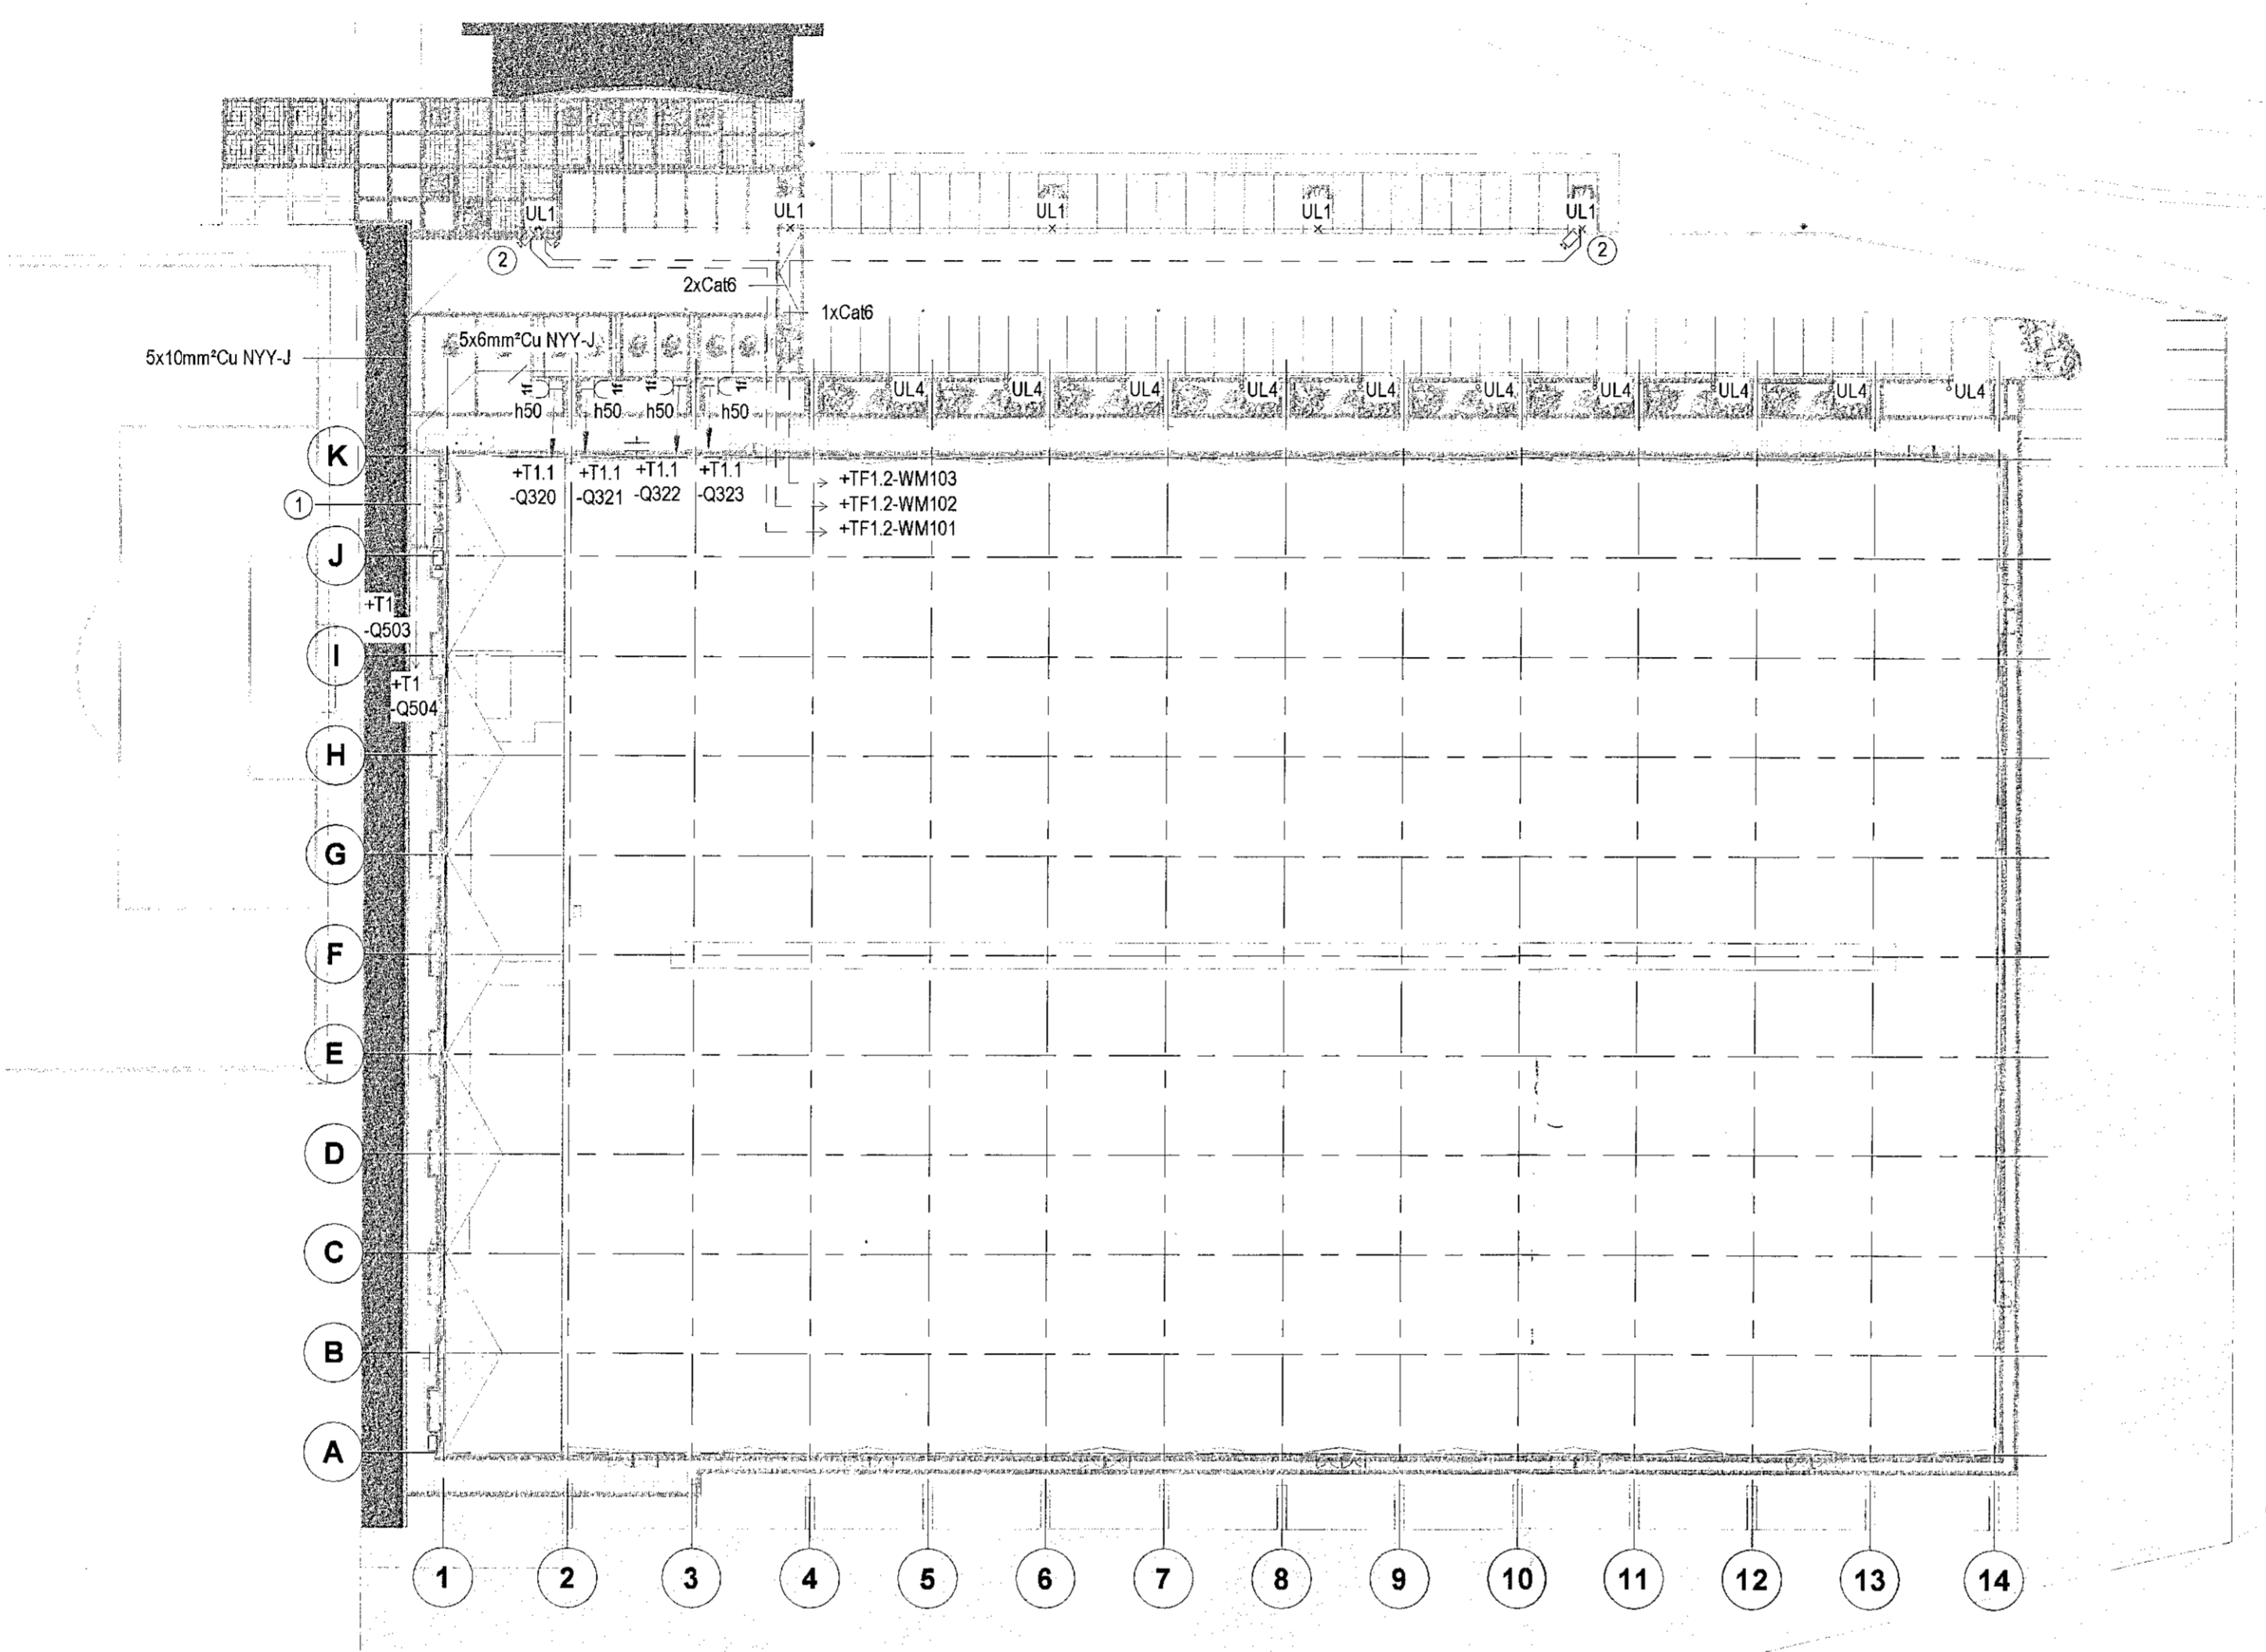 UL1
UL1
UL1
UL1
UL1
2
2
2xCat6
1xCat6
5x6mm²Cu NYY-J
5x10mm²Cu NYY-J
UL4
UL4
UL4
UL4
UL4
UL4
UL4
UL4
UL4
UL4
h50
h50
h50
h50
K
+T1.1
-Q320
+T1.1
-Q321
+T1.1
-Q322
+T1.1
-Q323
+TF1.2-WM103
+TF1.2-WM102
+TF1.2-WM101
1
J
+T1
-Q503
I
+T1
-Q504
H
G
F
E
D
C
B
A
1
2
3
4
5
6
7
8
9
10
11
12
13
14